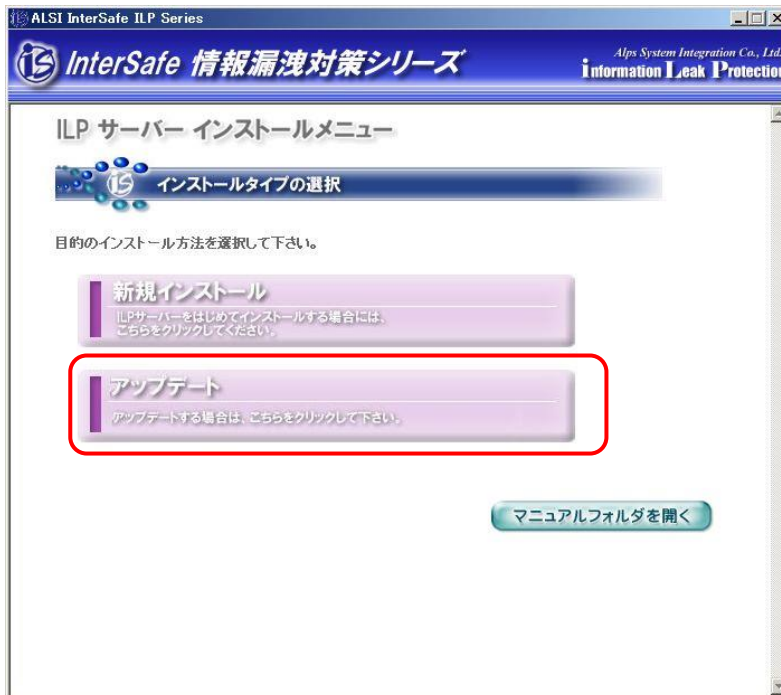 ALSI InterSafe ILP Series
iS InterSafe 情報漏洩対策シリーズ
Alps System Integration Co., Ltd.
information Leak Protection
ILP サーバー インストールメニュー
iS インストールタイプの選択
目的のインストール方法を選択して下さい。
新規インストール
ILPサーバーをはじめてインストールする場合には、
こちらをクリックしてください。
アップデート
アップデートする場合は、こちらをクリックして下さい。
マニュアルフォルダを開く